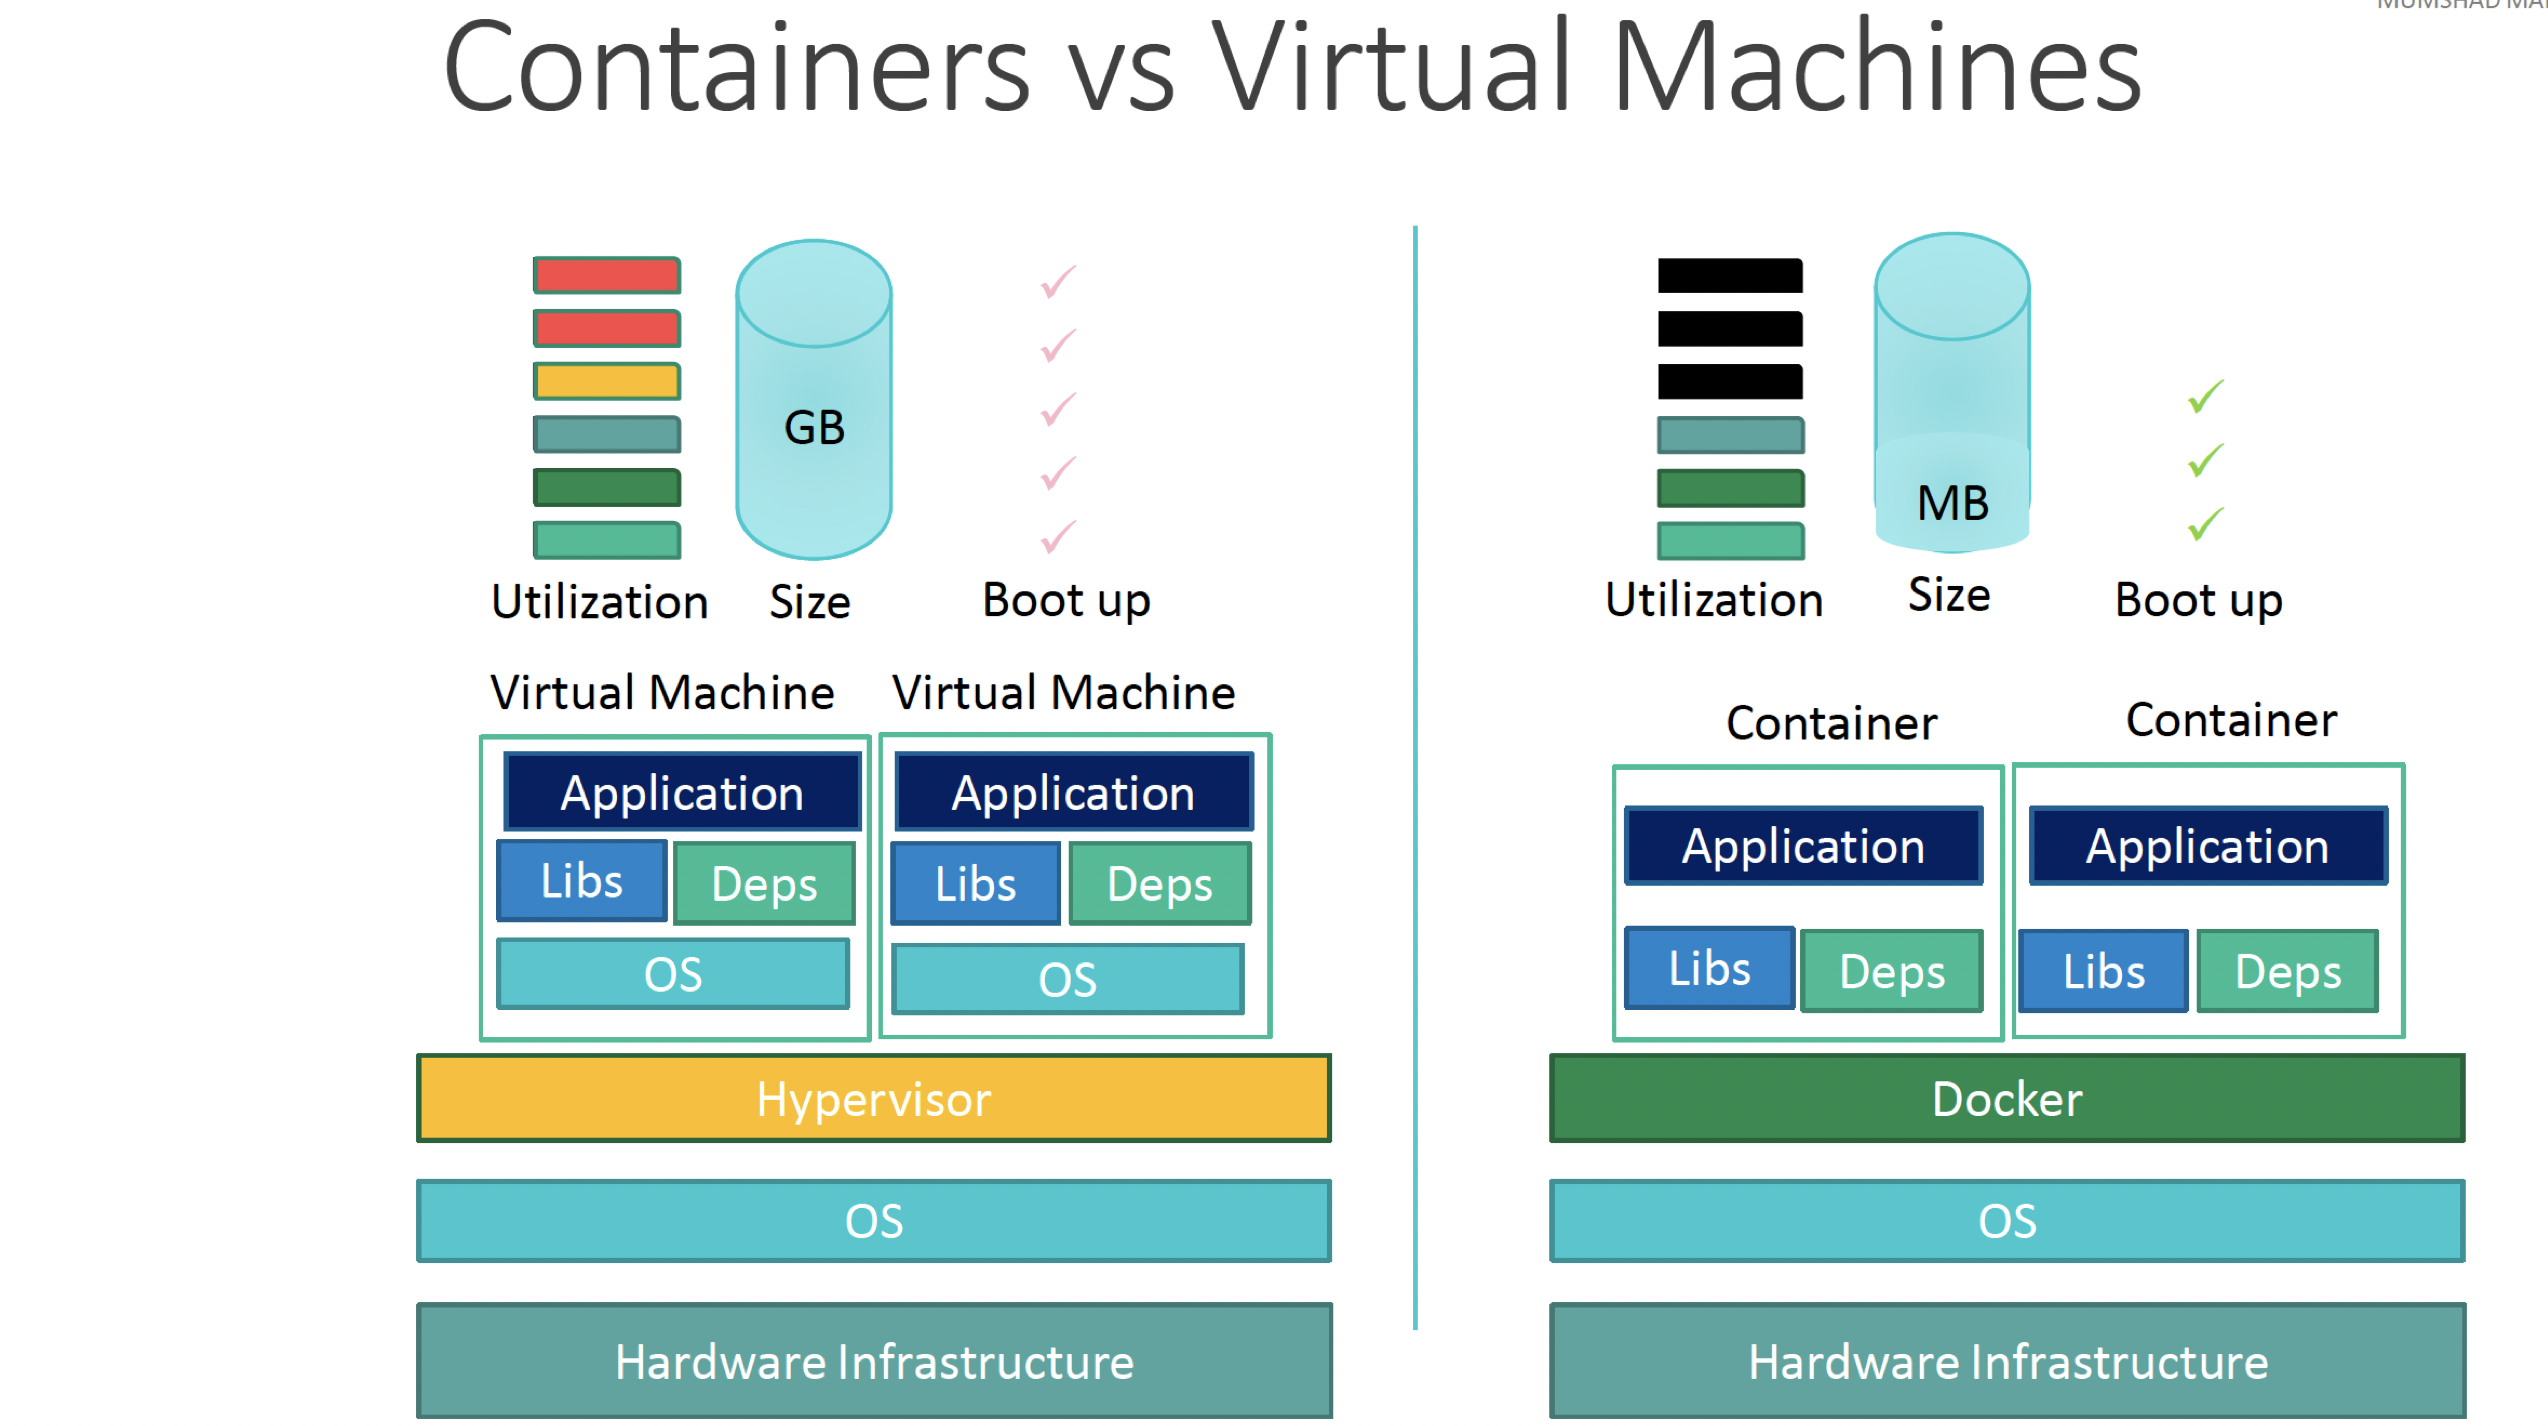 MUMSHAD
Containers vs Virtual Machines
GB
Utilization
Size
Boot up
Virtual Machine
Virtual Machine
Application
Application
Libs
Deps
Libs
Deps
OS
OS
Hypervisor
OS
Hardware Infrastructure
MB
Utilization
Size
Boot up
Container
Container
Application
Application
Libs
Deps
Libs
Deps
Docker
OS
Hardware Infrastructure